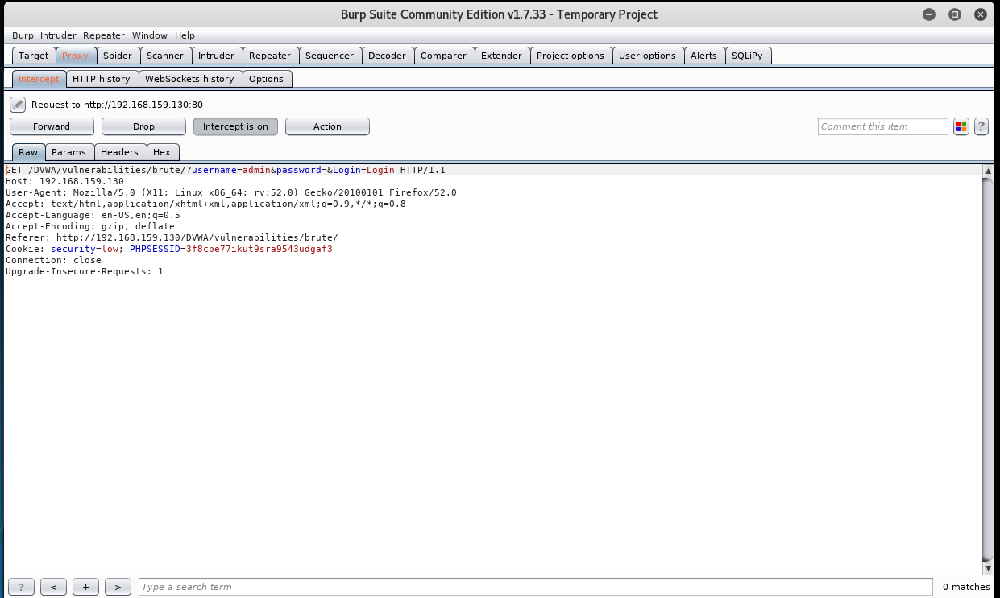 Burp Suite Community Edition v1.7.33 - Temporary Project
Burp Intruder Repeater Window Help
Target Proxy Spider Scanner Intruder Repeater Sequencer Decoder Comparer Extender Project options User options Alerts SQLiPy
Intercept HTTP history WebSockets history Options
Request to http://192.168.159.130:80
Forward Drop Intercept is on Action Comment this item ?
Raw Params Headers Hex
GET /DVWA/vulnerabilities/brute/?username=admin&password=&Login=Login HTTP/1.1
Host: 192.168.159.130
User-Agent: Mozilla/5.0 (X11; Linux x86_64; rv:52.0) Gecko/20100101 Firefox/52.0
Accept: text/html,application/xhtml+xml,application/xml;q=0.9,*/*;q=0.8
Accept-Language: en-US,en;q=0.5
Accept-Encoding: gzip, deflate
Referer: http://192.168.159.130/DVWA/vulnerabilities/brute/
Cookie: security=low; PHPSESSID=3f8cpe77ikut9sra9543udgaf3
Connection: close
Upgrade-Insecure-Requests: 1
? < + > Type a search term 0 matches